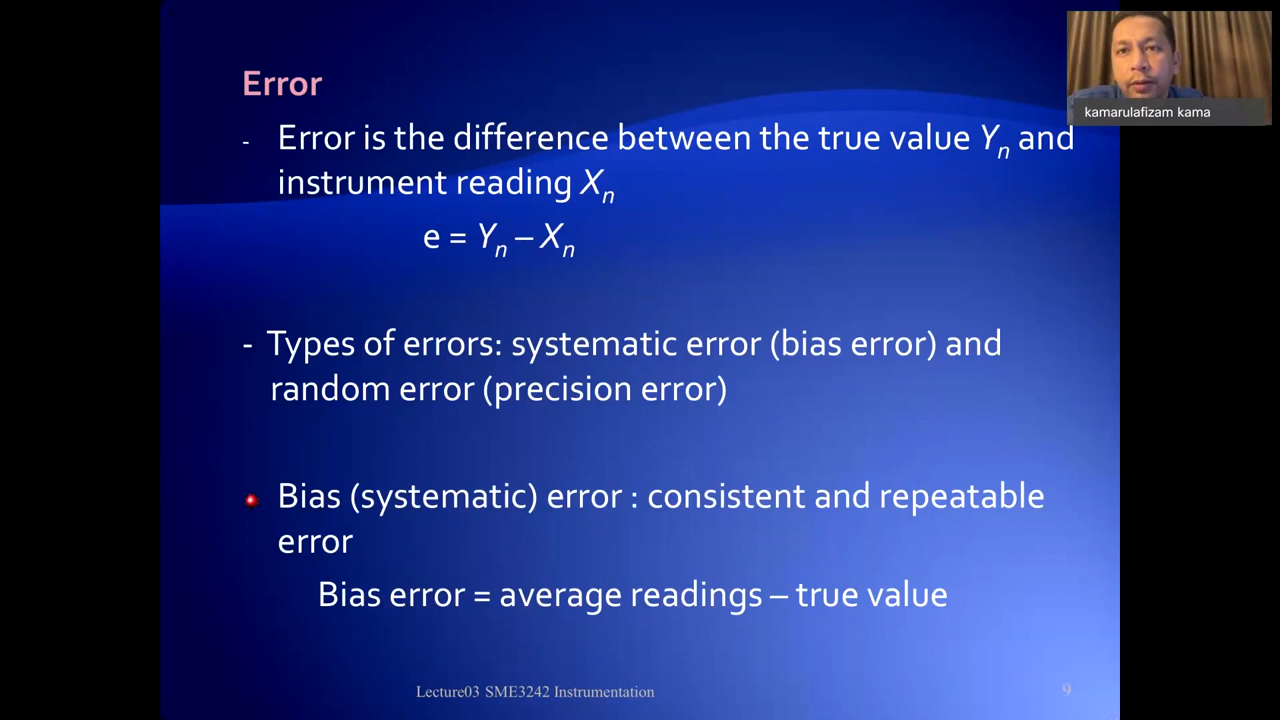 Error
- Error is the difference between the true value Yn and
instrument reading Xn
e = Yn – Xn
- Types of errors: systematic error (bias error) and
random error (precision error)
Bias (systematic) error : consistent and repeatable
error
Bias error = average readings – true value
Lecture03 SME3242 Instrumentation
9
kamarulafizam kama